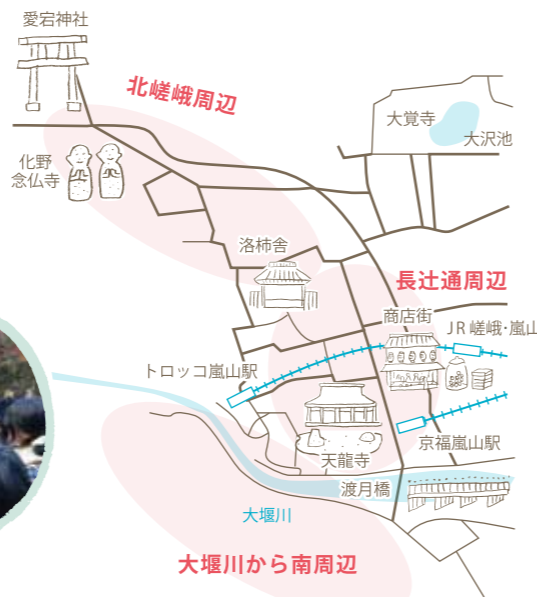 愛宕神社
北嵯峨周辺
大覚寺
大沢池
化野
念仏寺
洛柿舎
長辻通周辺
商店街
JR 嵯峨・嵐山
トロッコ嵐山駅
京福嵐山駅
天龍寺
渡月橋
大堰川
大堰川から南周辺